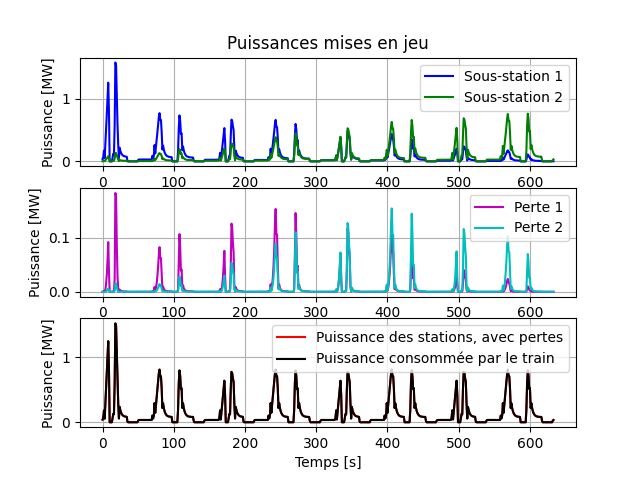 Puissances mises en jeu
Puissance [MW]
1
0
Sous-station 1
Sous-station 2
0 100 200 300 400 500 600
Puissance [MW]
0.1
0.0
Perte 1
Perte 2
0 100 200 300 400 500 600
Puissance [MW]
1
0
Puissance des stations, avec pertes
Puissance consommée par le train
0 100 200 300 400 500 600
Temps [s]